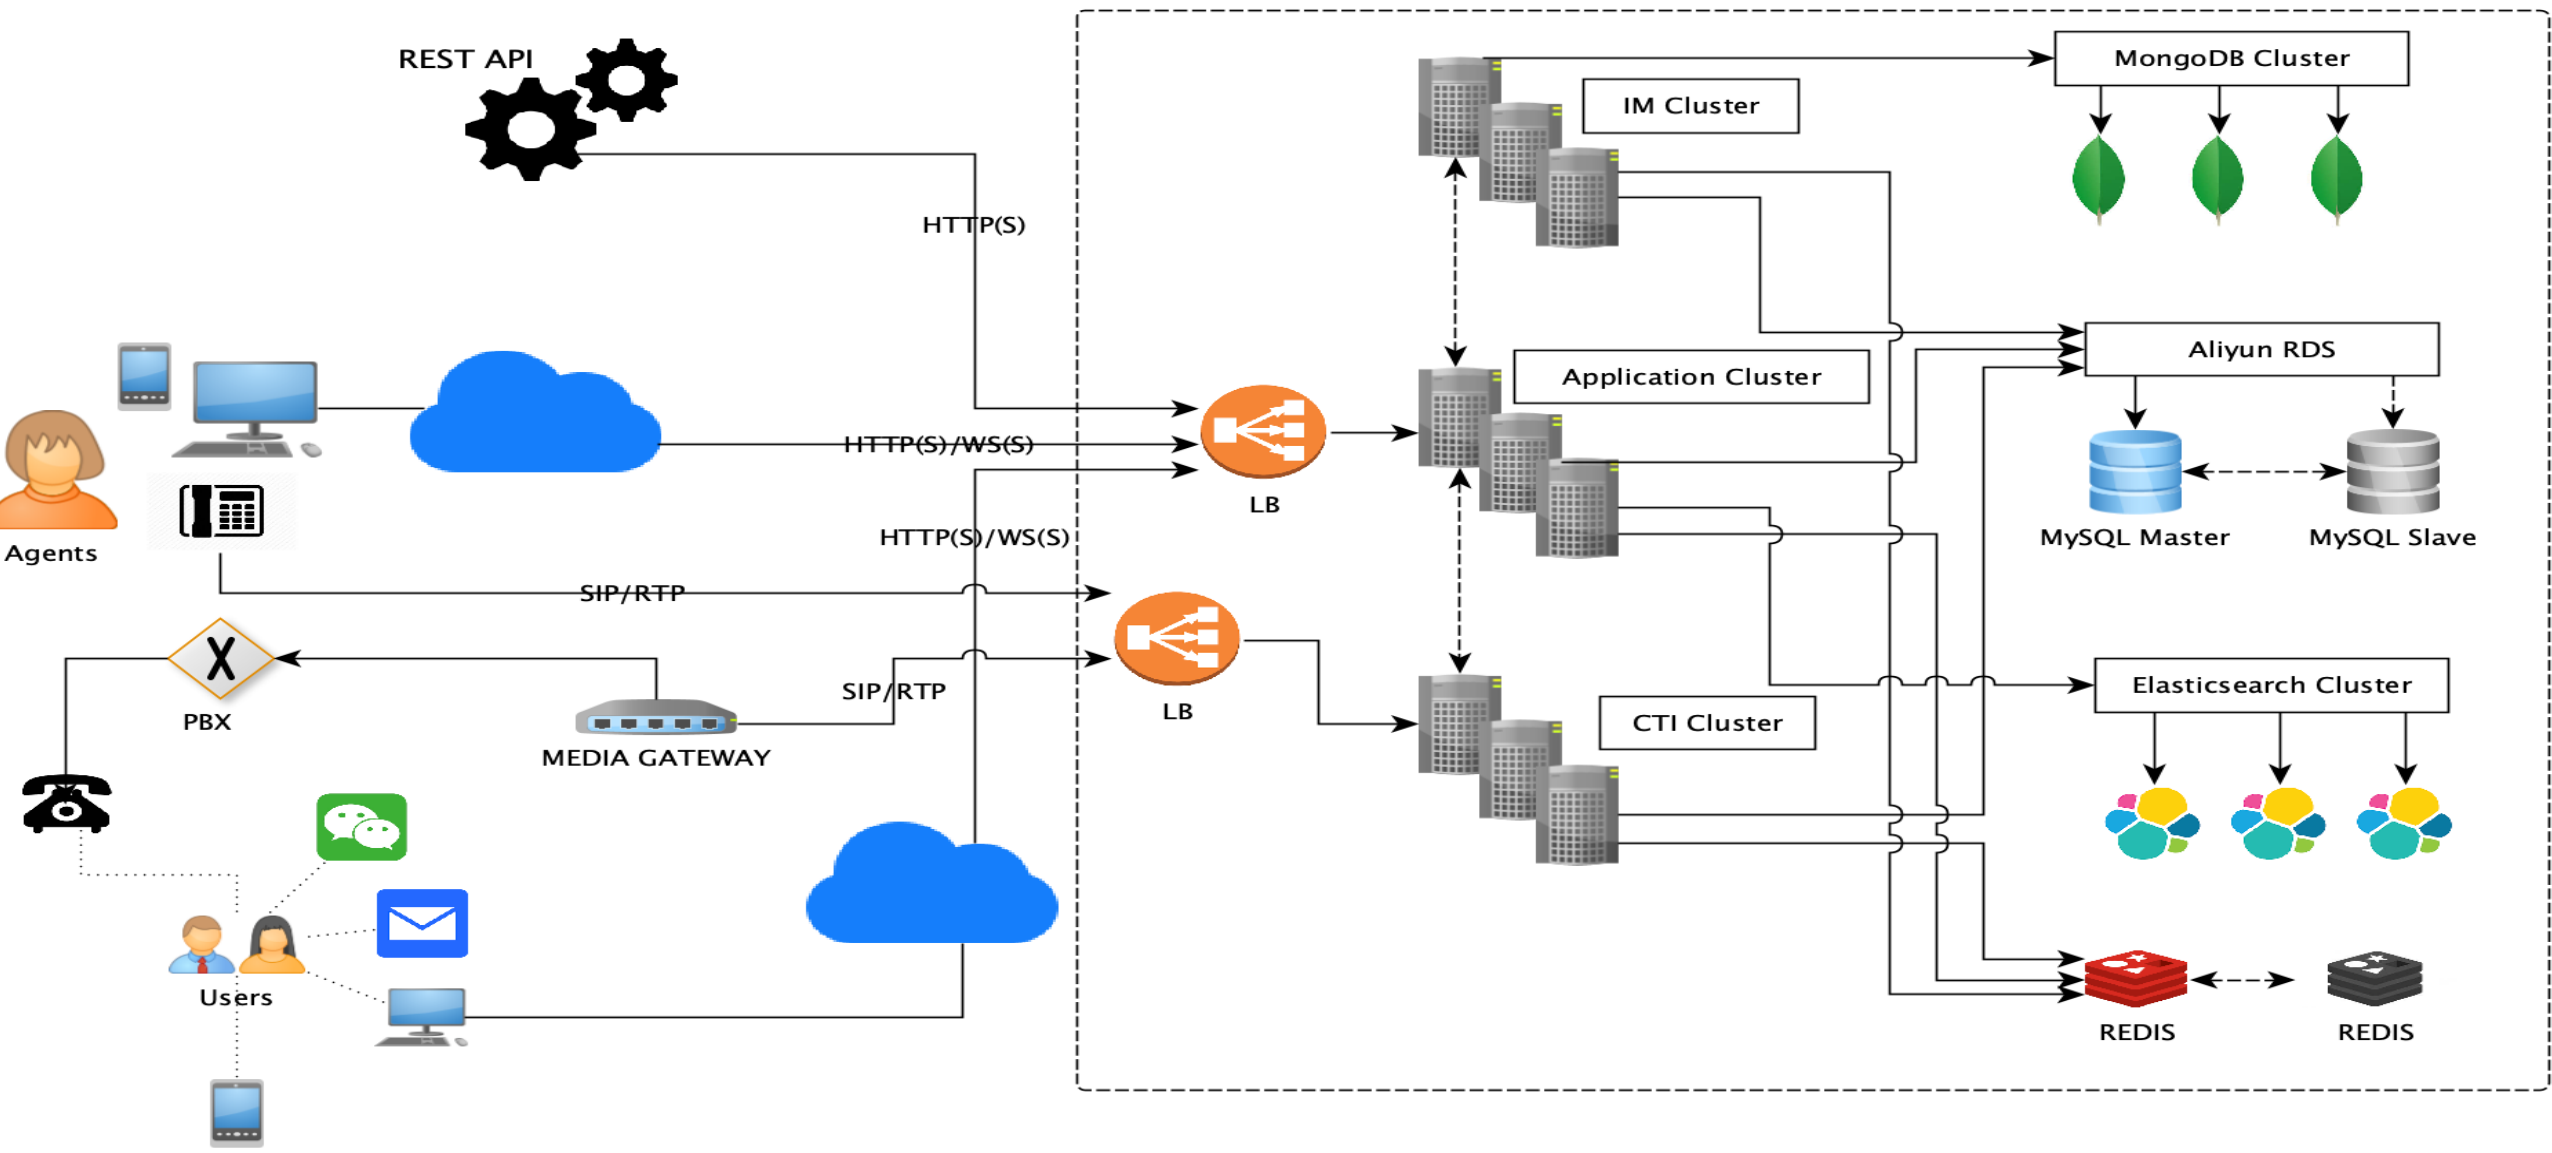 REST API
MongoDB Cluster
IM Cluster
HTTP(S)
Aliyun RDS
Application Cluster
HTTP(S)/WS(S)
LB
HTTP(S)/WS(S)
MySQL Master
MySQL Slave
Agents
SIP/RTP
SIP/RTP
LB
PBX
MEDIA GATEWAY
Elasticsearch Cluster
CTI Cluster
Users
REDIS
REDIS
X